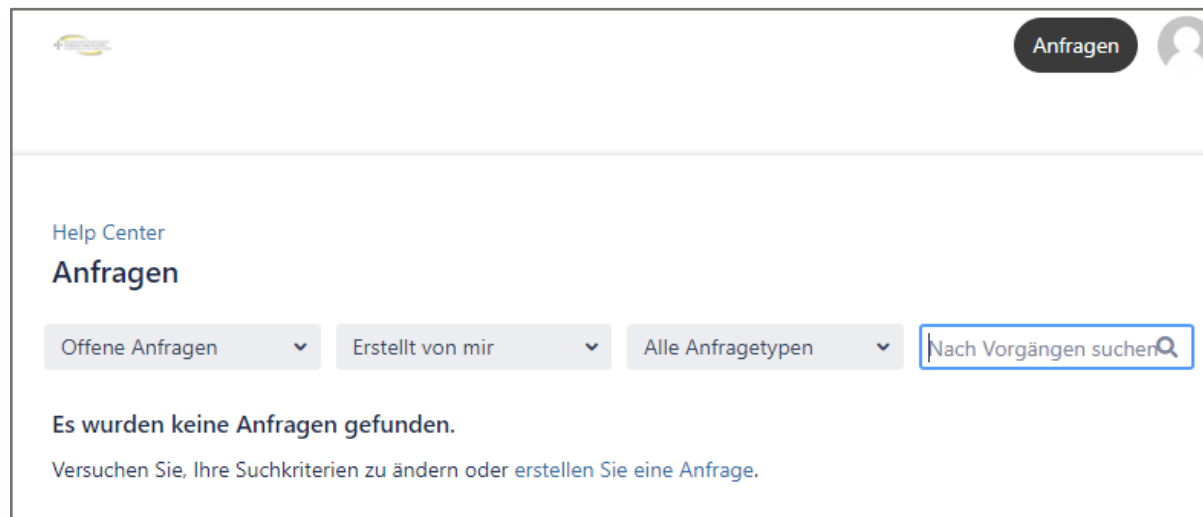 Anfragen
Help Center
Anfragen
Offene Anfragen
Erstellt von mir
Alle Anfragetypen
Nach Vorgängen suchen
Es wurden keine Anfragen gefunden.
Versuchen Sie, Ihre Suchkriterien zu ändern oder erstellen Sie eine Anfrage.